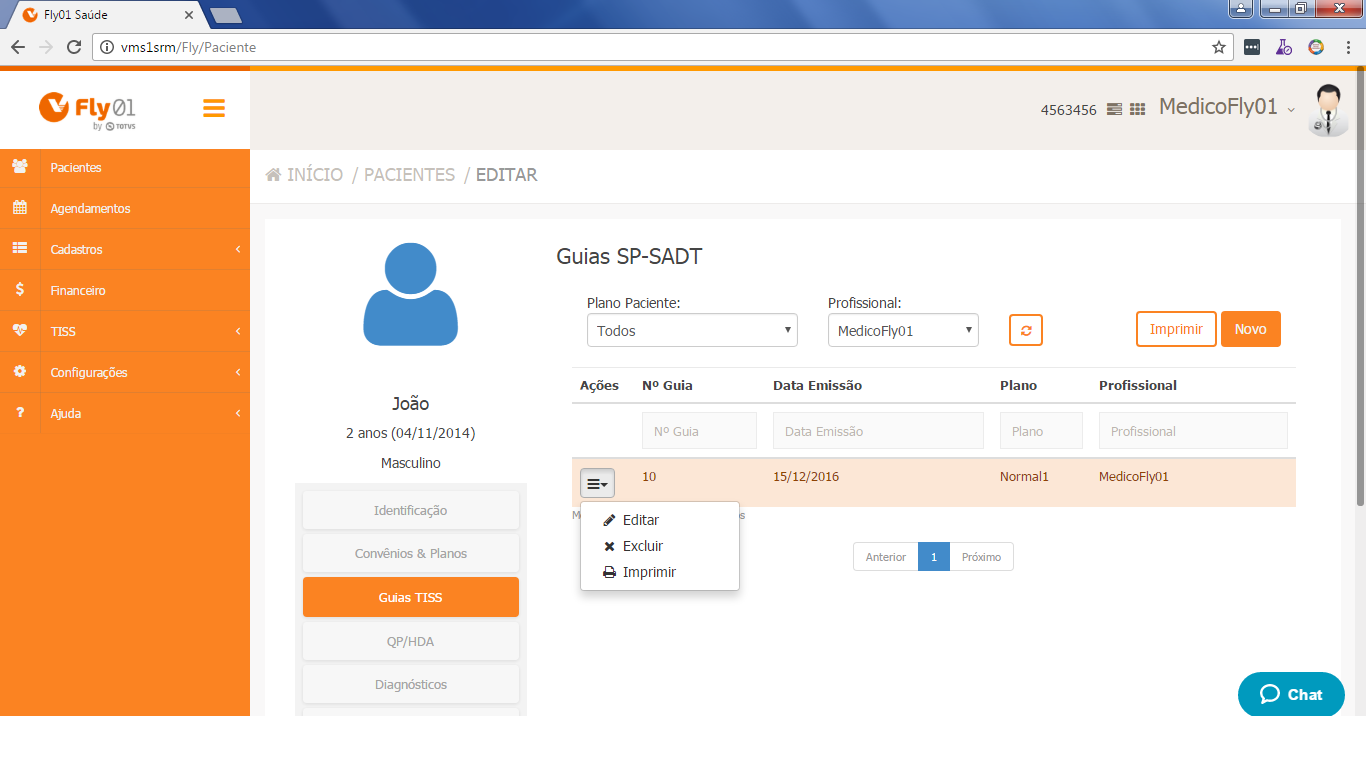 Fly01 Saúde
vms1srm/Fly/Paciente
Fly01
by TOTVS
4563456
MedicoFly01
Pacientes
Agendamentos
Cadastros
Financeiro
TISS
Configurações
Ajuda
INÍCIO / PACIENTES / EDITAR
João
2 anos (04/11/2014)
Masculino
Identificação
Convênios & Planos
Guias TISS
QP/HDA
Diagnósticos
Guias SP-SADT
Plano Paciente: Profissional:
Todos MedicoFly01 Imprimir Novo
Ações Nº Guia Data Emissão Plano Profissional
Nº Guia Data Emissão Plano Profissional
10 15/12/2016 Normal1 MedicoFly01
Editar
Excluir
Imprimir
Anterior 1 Próximo
Chat